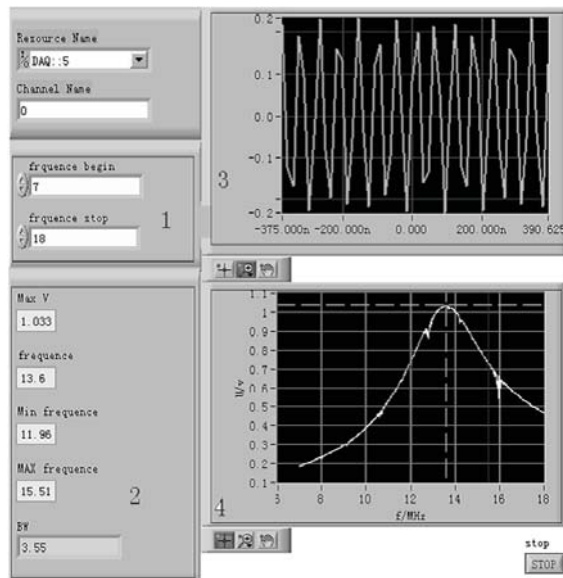 Resource Name
DAQ::5
Channel Name
0
frquence begin
7
frquence stop
18
1
Max V
1.033
frequence
13.6
Min frequence
11.96
MAX frequence
15.51
BW
3.55
2
0.2
0.1
0.0
-0.1
-0.2
-375.000n -200.000n 0.000 200.000n 390.625
3
1.1
1
0.9
0.8
0.7
0.6
0.5
0.4
0.3
0.2
0.1
6 8 10 12 14 16 18
f/MHz
4
stop
STOP